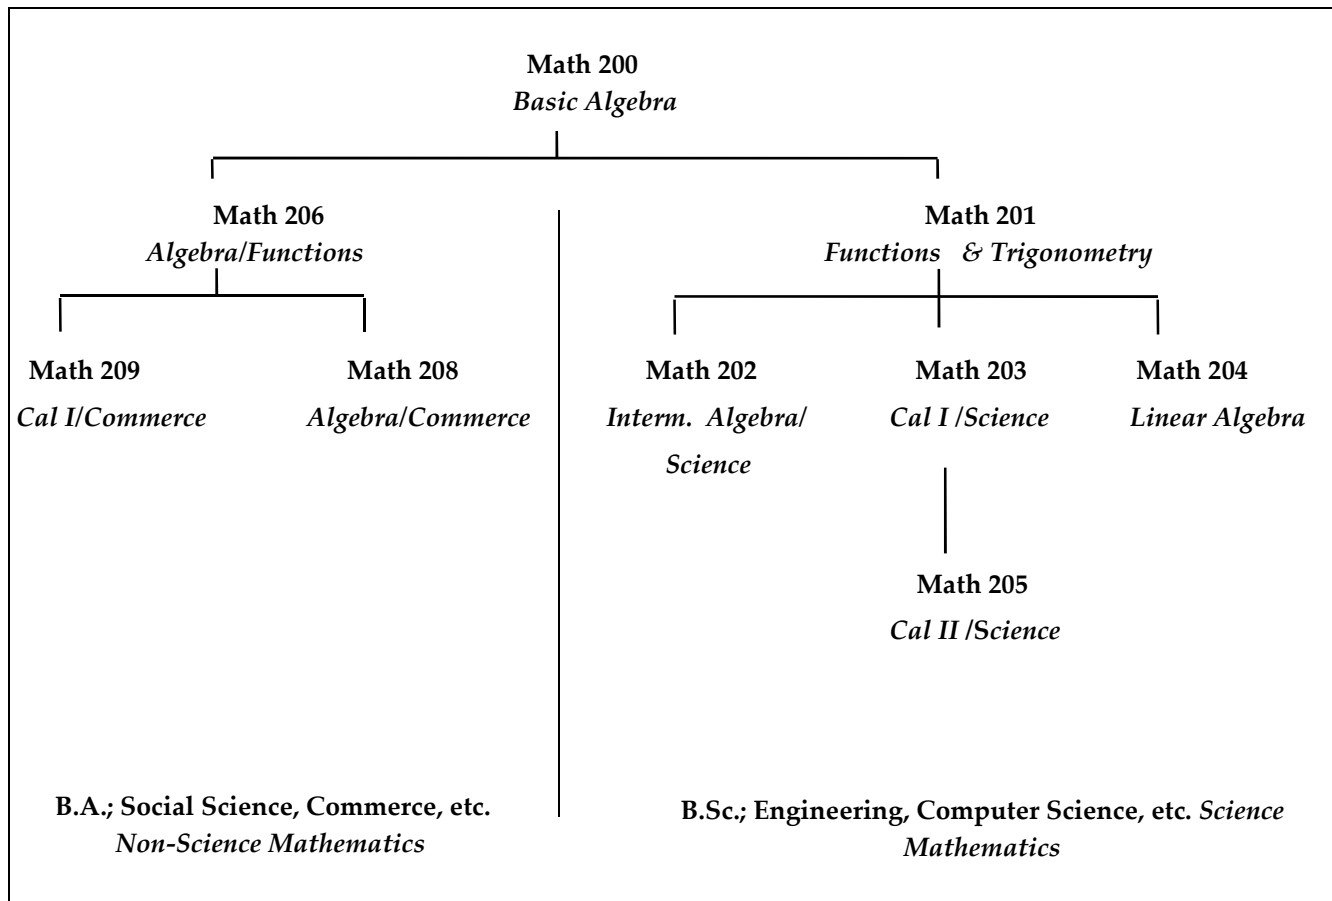 Math 200
Basic Algebra
Math 206
Algebra/Functions
Math 201
Functions & Trigonometry
Math 209
Cal I/Commerce
Math 208
Algebra/Commerce
Math 202
Interm. Algebra/
Science
Math 203
Cal I /Science
Math 204
Linear Algebra
Math 205
Cal II /Science
B.A.; Social Science, Commerce, etc.
Non-Science Mathematics
B.Sc.; Engineering, Computer Science, etc. Science
Mathematics